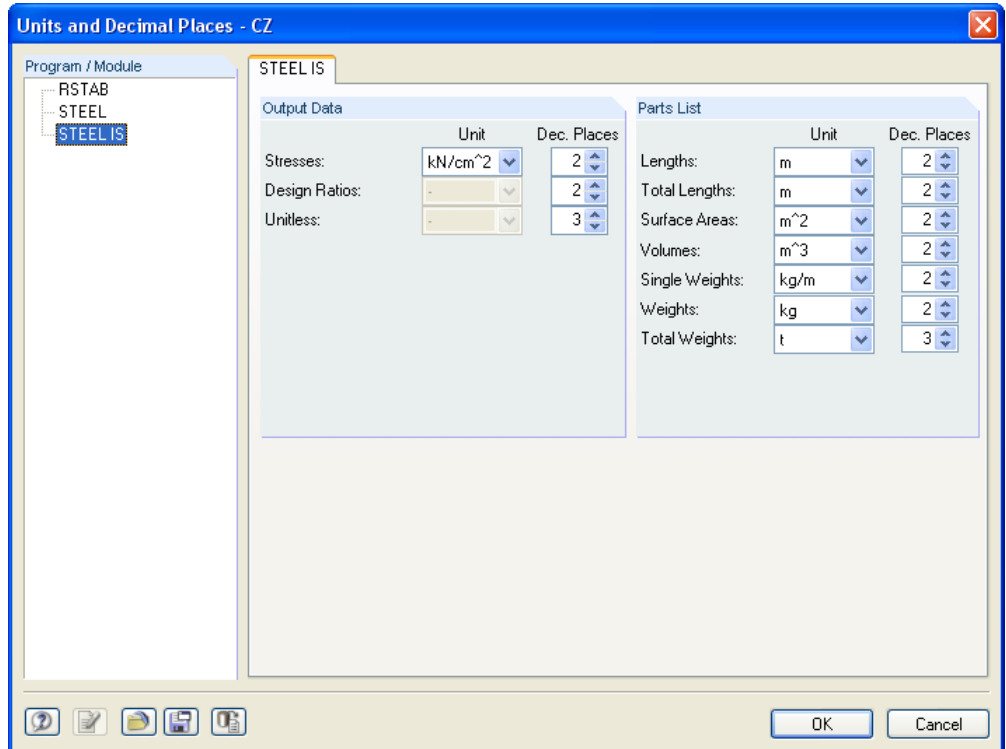 Units and Decimal Places - CZ
Program / Module
RSTAB
STEEL
STEEL IS
STEEL IS
Output Data
Unit Dec. Places
Stresses: kN/cm^2 2
Design Ratios: - 2
Unitless: - 3
Parts List
Unit Dec. Places
Lengths: m 2
Total Lengths: m 2
Surface Areas: m^2 2
Volumes: m^3 2
Single Weights: kg/m 2
Weights: kg 2
Total Weights: t 3
OK Cancel